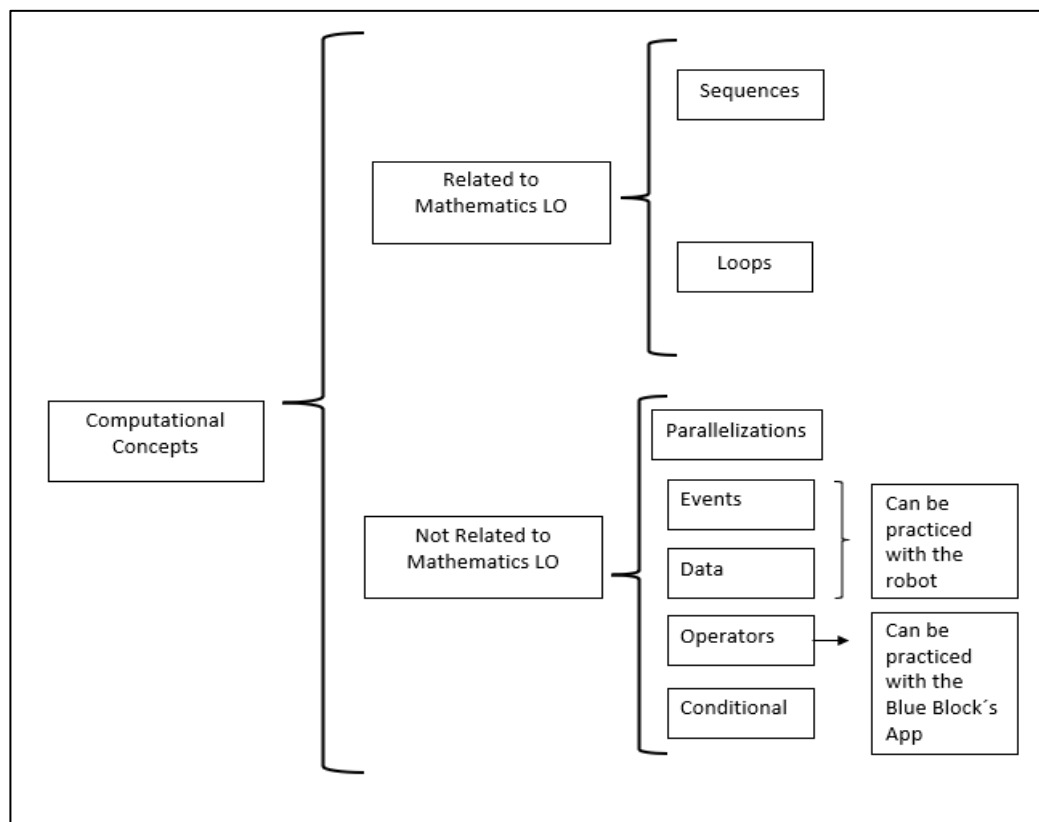 Computational
Concepts
Related to
Mathematics LO
Sequences
Loops
Not Related to
Mathematics LO
Parallelizations
Events
Data
Can be
practiced
with the
robot
Operators
Can be
practiced
with the
Blue Block´s
App
Conditional